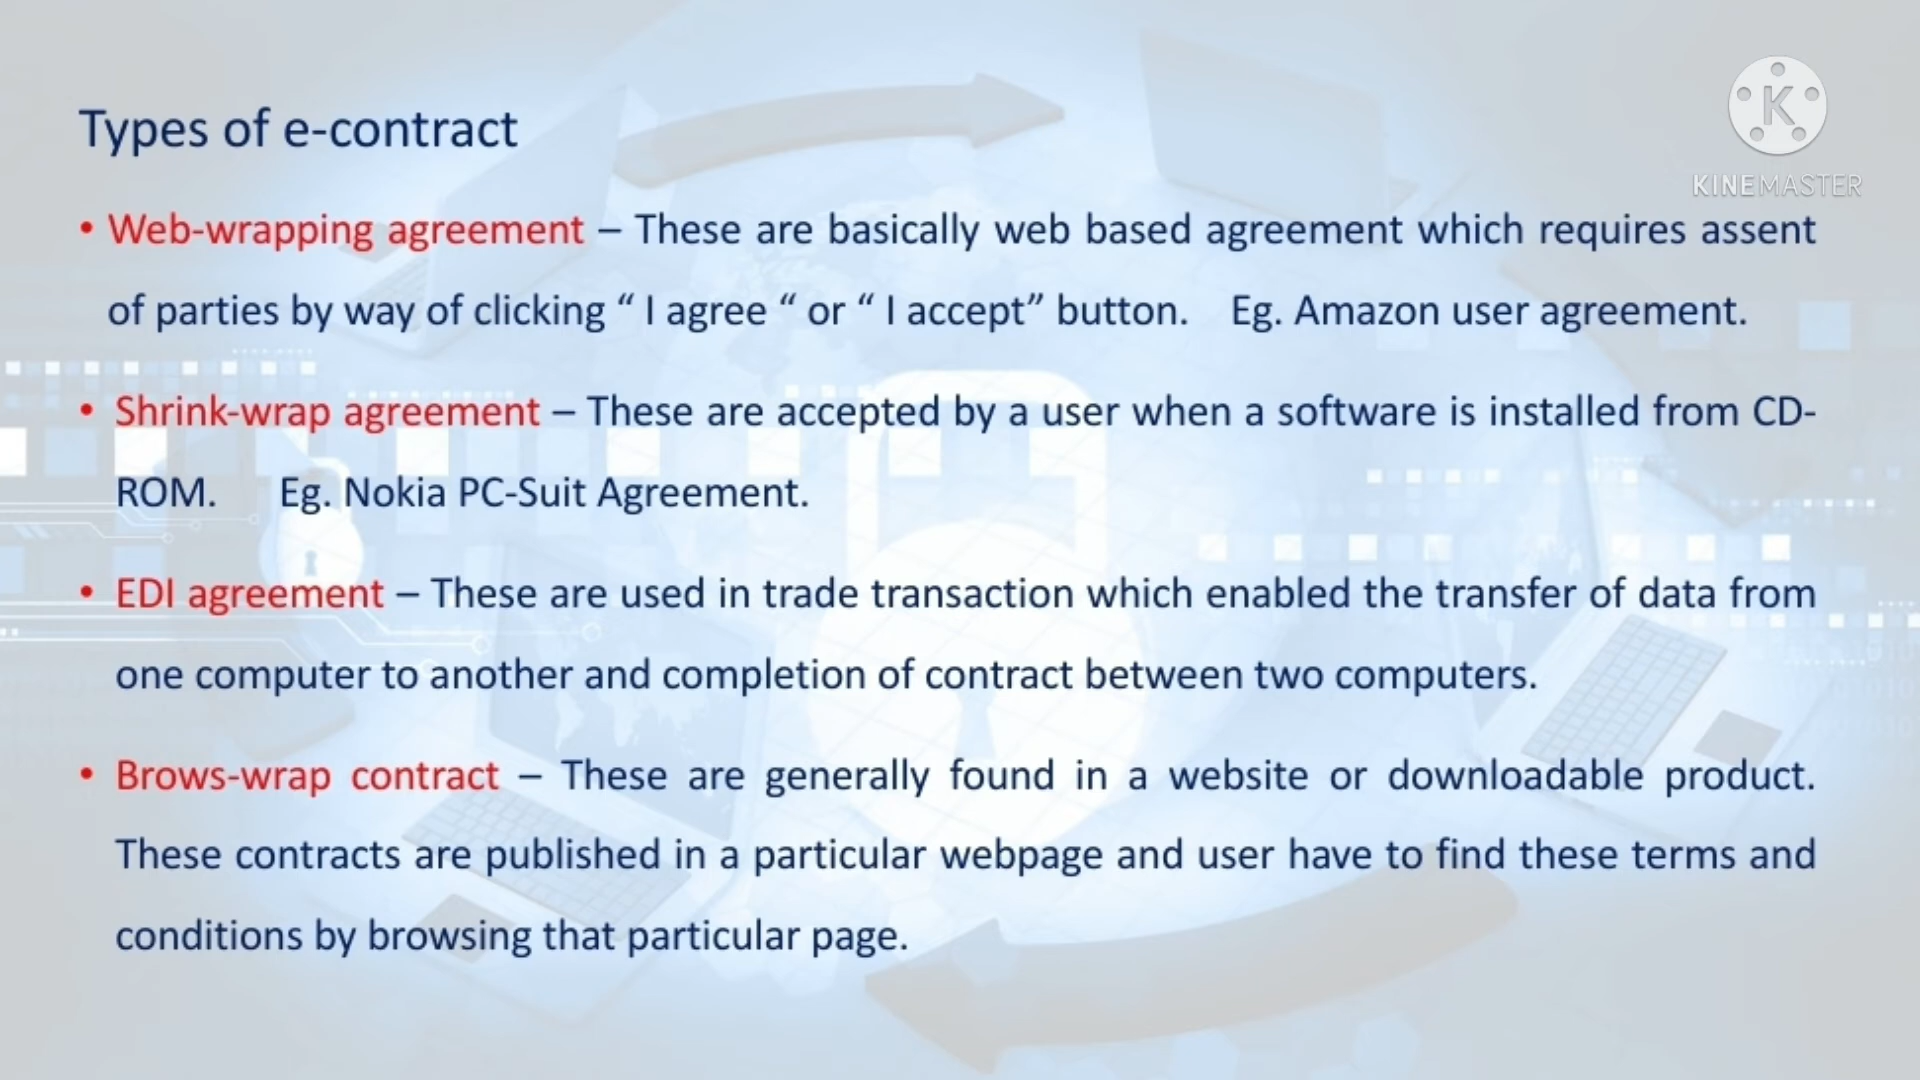 K
KINEMASTER
Types of e-contract
• Web-wrapping agreement – These are basically web based agreement which requires assent
of parties by way of clicking “ I agree “ or “ I accept” button. Eg. Amazon user agreement.
• Shrink-wrap agreement – These are accepted by a user when a software is installed from CD-
ROM. Eg. Nokia PC-Suit Agreement.
• EDI agreement – These are used in trade transaction which enabled the transfer of data from
one computer to another and completion of contract between two computers.
• Brows-wrap contract – These are generally found in a website or downloadable product.
These contracts are published in a particular webpage and user have to find these terms and
conditions by browsing that particular page.